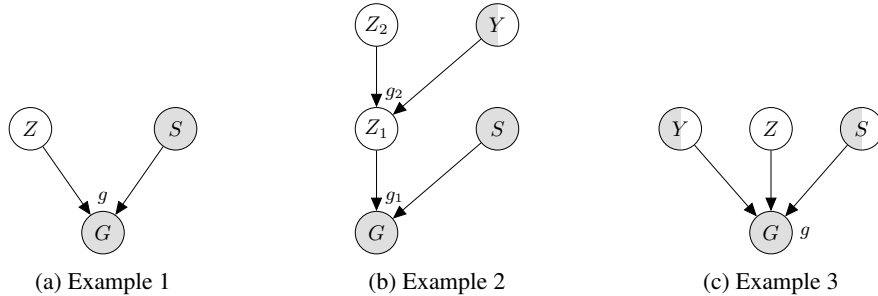 Z₂ Y
g₂
Z S Z₁ S Y Z S
g g₁
G G G g
(a) Example 1 (b) Example 2 (c) Example 3